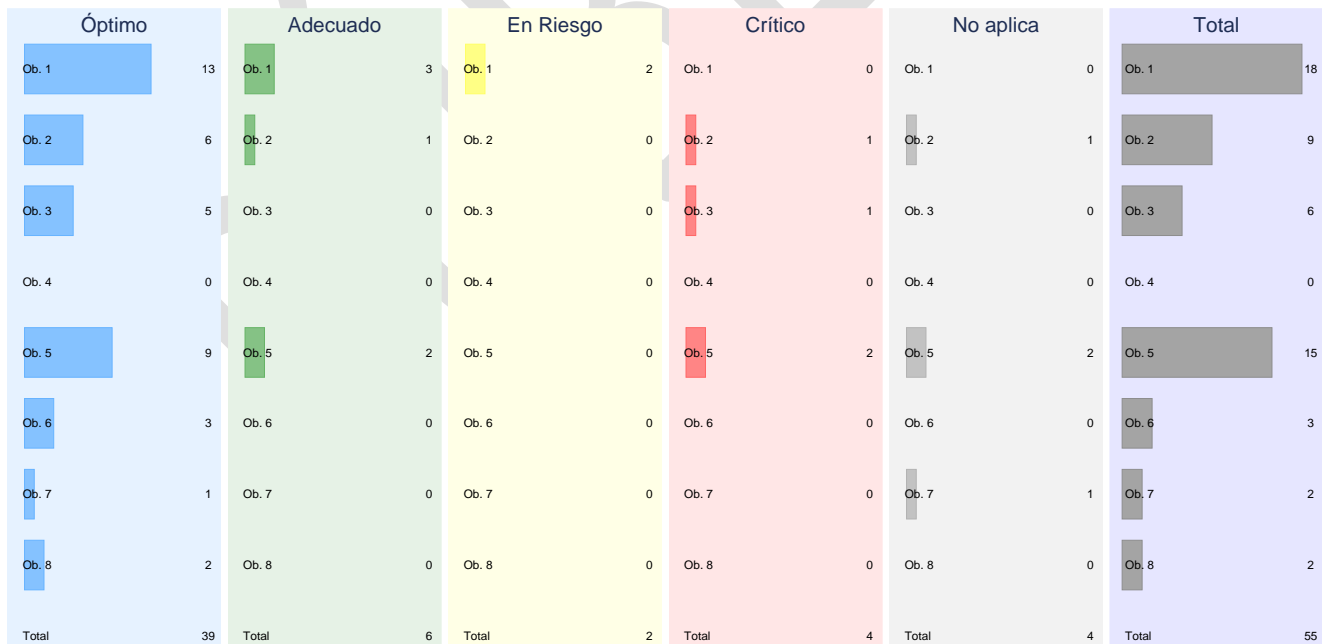 Óptimo Adecuado En Riesgo Crítico No aplica Total
Ob. 1 13 Ob. 1 3 Ob. 1 2 Ob. 1 0 Ob. 1 0 Ob. 1 18
Ob. 2 6 Ob. 2 1 Ob. 2 0 Ob. 2 1 Ob. 2 1 Ob. 2 9
Ob. 3 5 Ob. 3 0 Ob. 3 0 Ob. 3 1 Ob. 3 0 Ob. 3 6
Ob. 4 0 Ob. 4 0 Ob. 4 0 Ob. 4 0 Ob. 4 0 Ob. 4 0
Ob. 5 9 Ob. 5 2 Ob. 5 0 Ob. 5 2 Ob. 5 2 Ob. 5 15
Ob. 6 3 Ob. 6 0 Ob. 6 0 Ob. 6 0 Ob. 6 0 Ob. 6 3
Ob. 7 1 Ob. 7 0 Ob. 7 0 Ob. 7 0 Ob. 7 1 Ob. 7 2
Ob. 8 2 Ob. 8 0 Ob. 8 0 Ob. 8 0 Ob. 8 0 Ob. 8 2
Total 39 Total 6 Total 2 Total 4 Total 4 Total 55